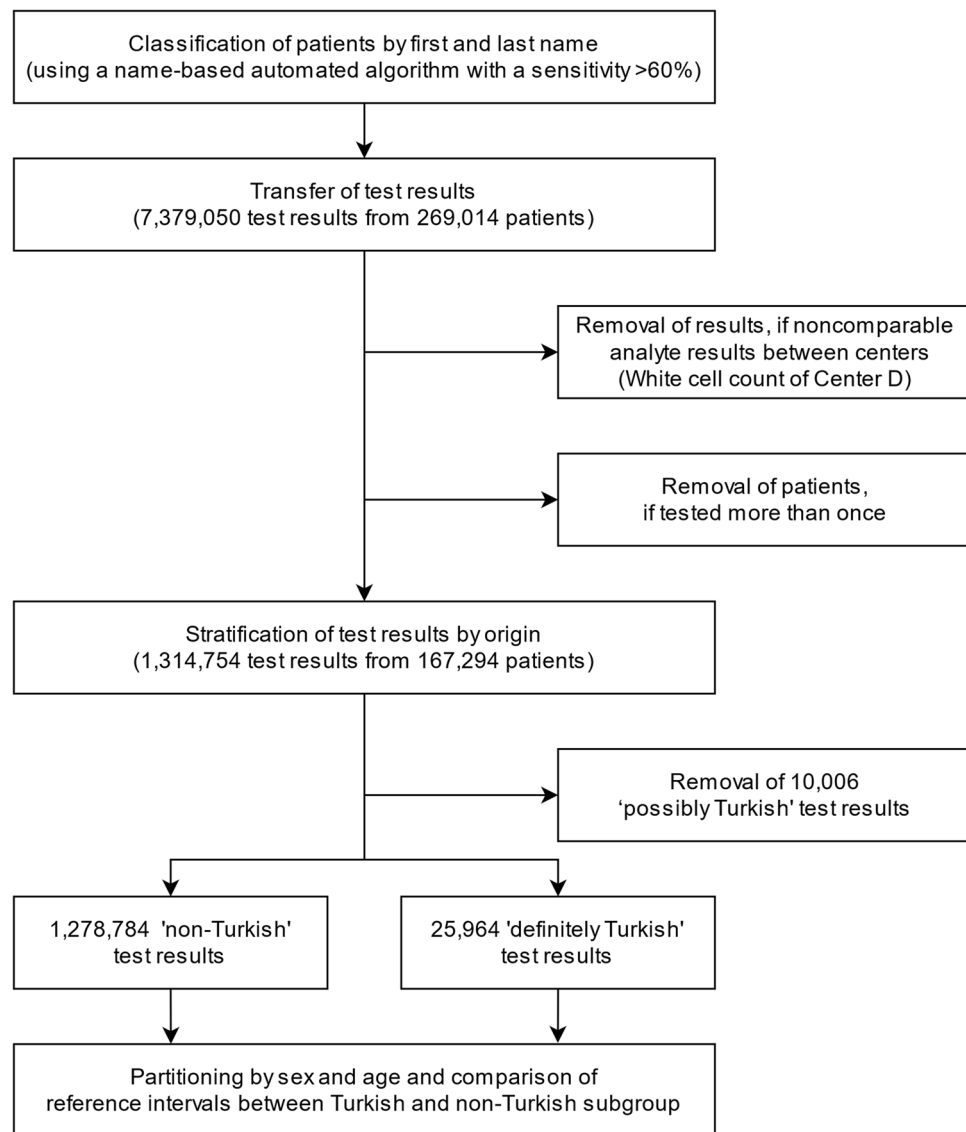 Classification of patients by first and last name
(using a name-based automated algorithm with a sensitivity >60%)
Transfer of test results
(7,379,050 test results from 269,014 patients)
Removal of results, if noncomparable
analyte results between centers
(White cell count of Center D)
Removal of patients,
if tested more than once
Stratification of test results by origin
(1,314,754 test results from 167,294 patients)
Removal of 10,006
‘possibly Turkish' test results
1,278,784 'non-Turkish'
test results
25,964 'definitely Turkish'
test results
Partitioning by sex and age and comparison of
reference intervals between Turkish and non-Turkish subgroup